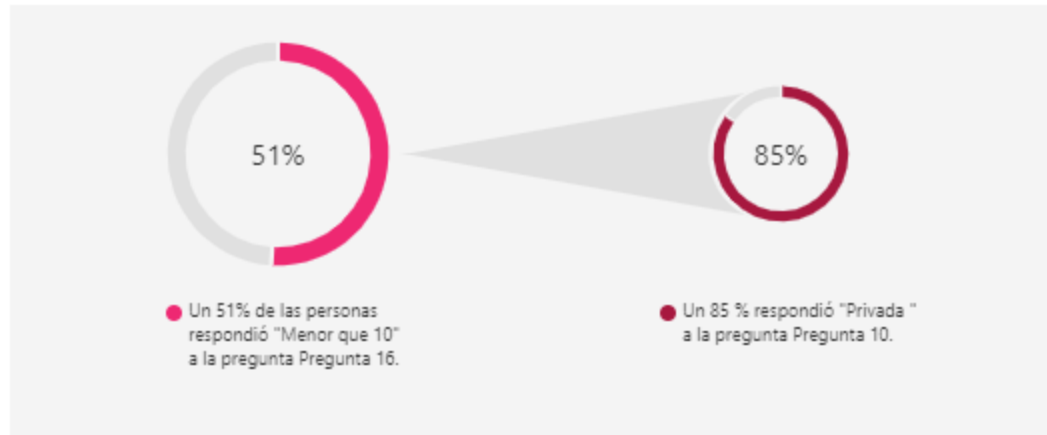 51%
85%
Un 51% de las personas
respondió "Menor que 10"
a la pregunta Pregunta 16.
Un 85 % respondió "Privada "
a la pregunta Pregunta 10.